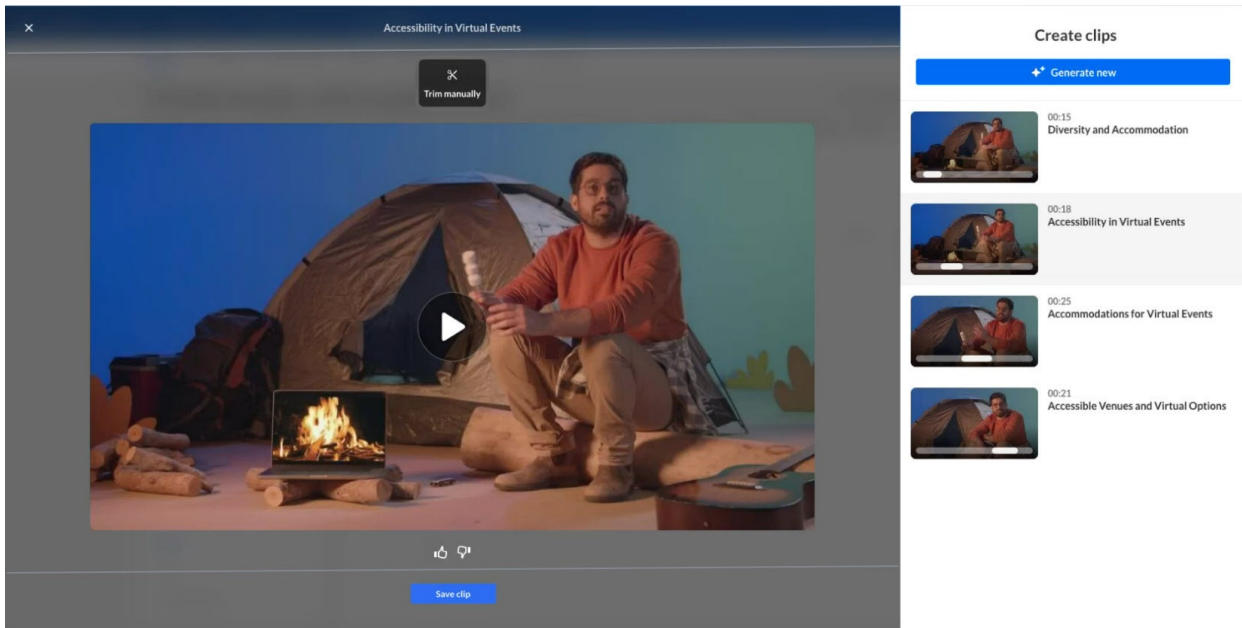 Accessibility in Virtual Events
Trim manually
Save clip
Create clips
Generate new
00:15
Diversity and Accommodation
00:18
Accessibility in Virtual Events
00:25
Accommodations for Virtual Events
00:21
Accessible Venues and Virtual Options